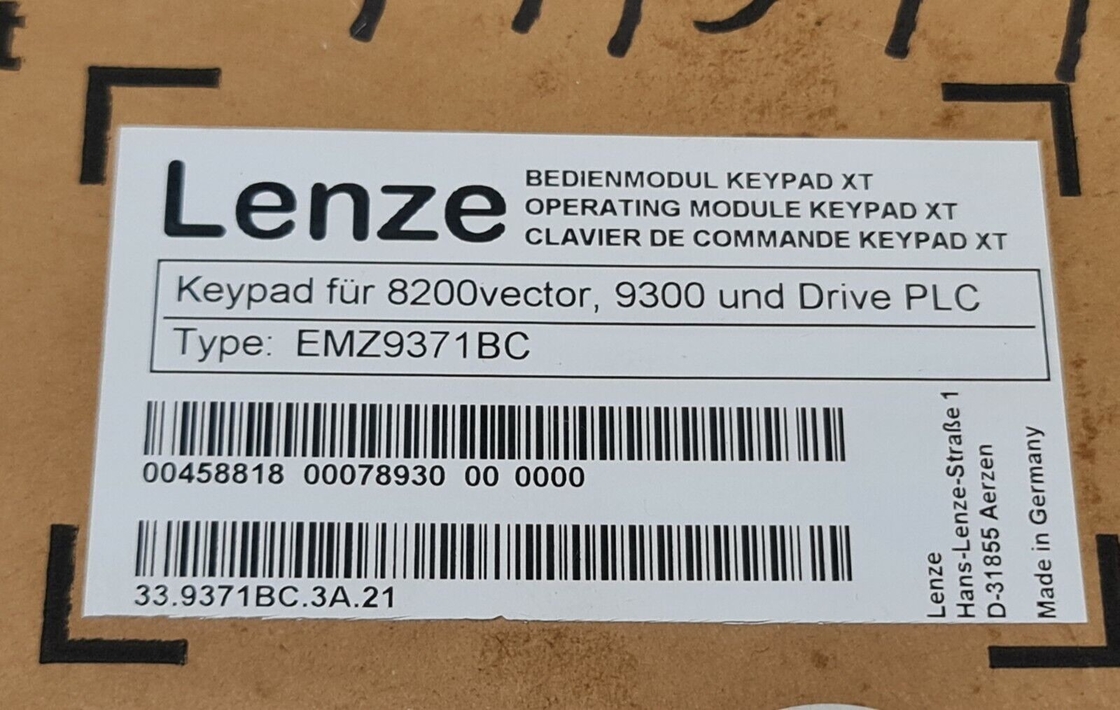 Lenze
BEDIENMODUL KEYPAD XT
OPERATING MODULE KEYPAD XT
CLAVIER DE COMMANDE KEYPAD XT
Keypad für 8200vector, 9300 und Drive PLC
Type: EMZ9371BC
00458818 00078930 00 0000
33.9371BC.3A.21
Lenze
Hans-Lenze-Straße 1
D-31855 Aerzen
Made in Germany